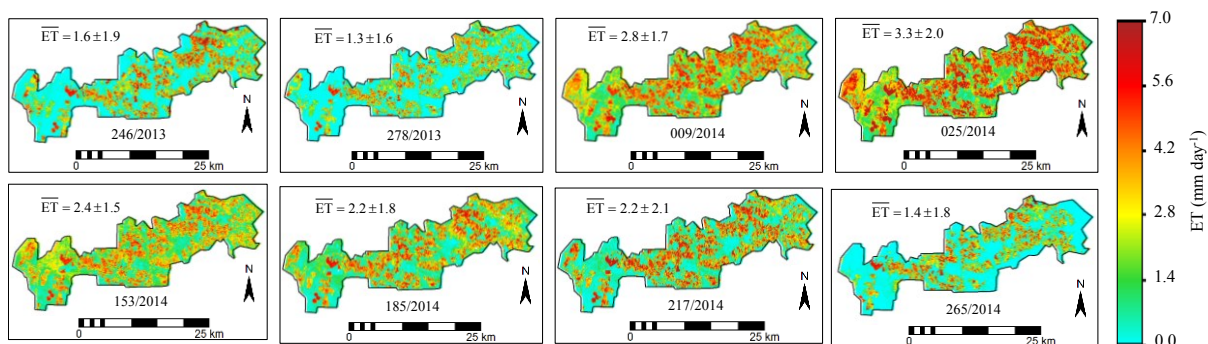 ET = 1.6±1.9
N
246/2013
0 25 km
ET = 1.3±1.6
N
278/2013
0 25 km
ET = 2.8±1.7
N
009/2014
0 25 km
ET = 3.3±2.0
N
025/2014
0 25 km
ET = 2.4±1.5
N
153/2014
0 25 km
ET = 2.2±1.8
N
185/2014
0 25 km
ET = 2.2±2.1
N
217/2014
0 25 km
ET = 1.4±1.8
N
265/2014
0 25 km
7.0
5.6
4.2
2.8
1.4
0.0
ET (mm day-1)